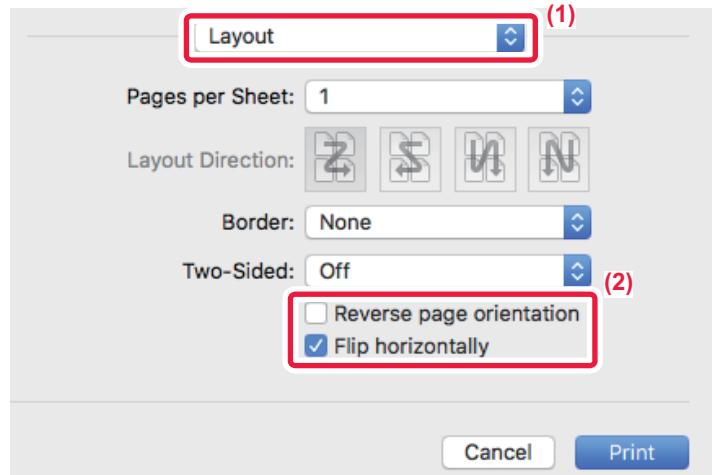 (1)
Layout
Pages per Sheet: 1
Layout Direction:
Border: None
Two-Sided: Off
(2)
Reverse page orientation
Flip horizontally
Cancel Print